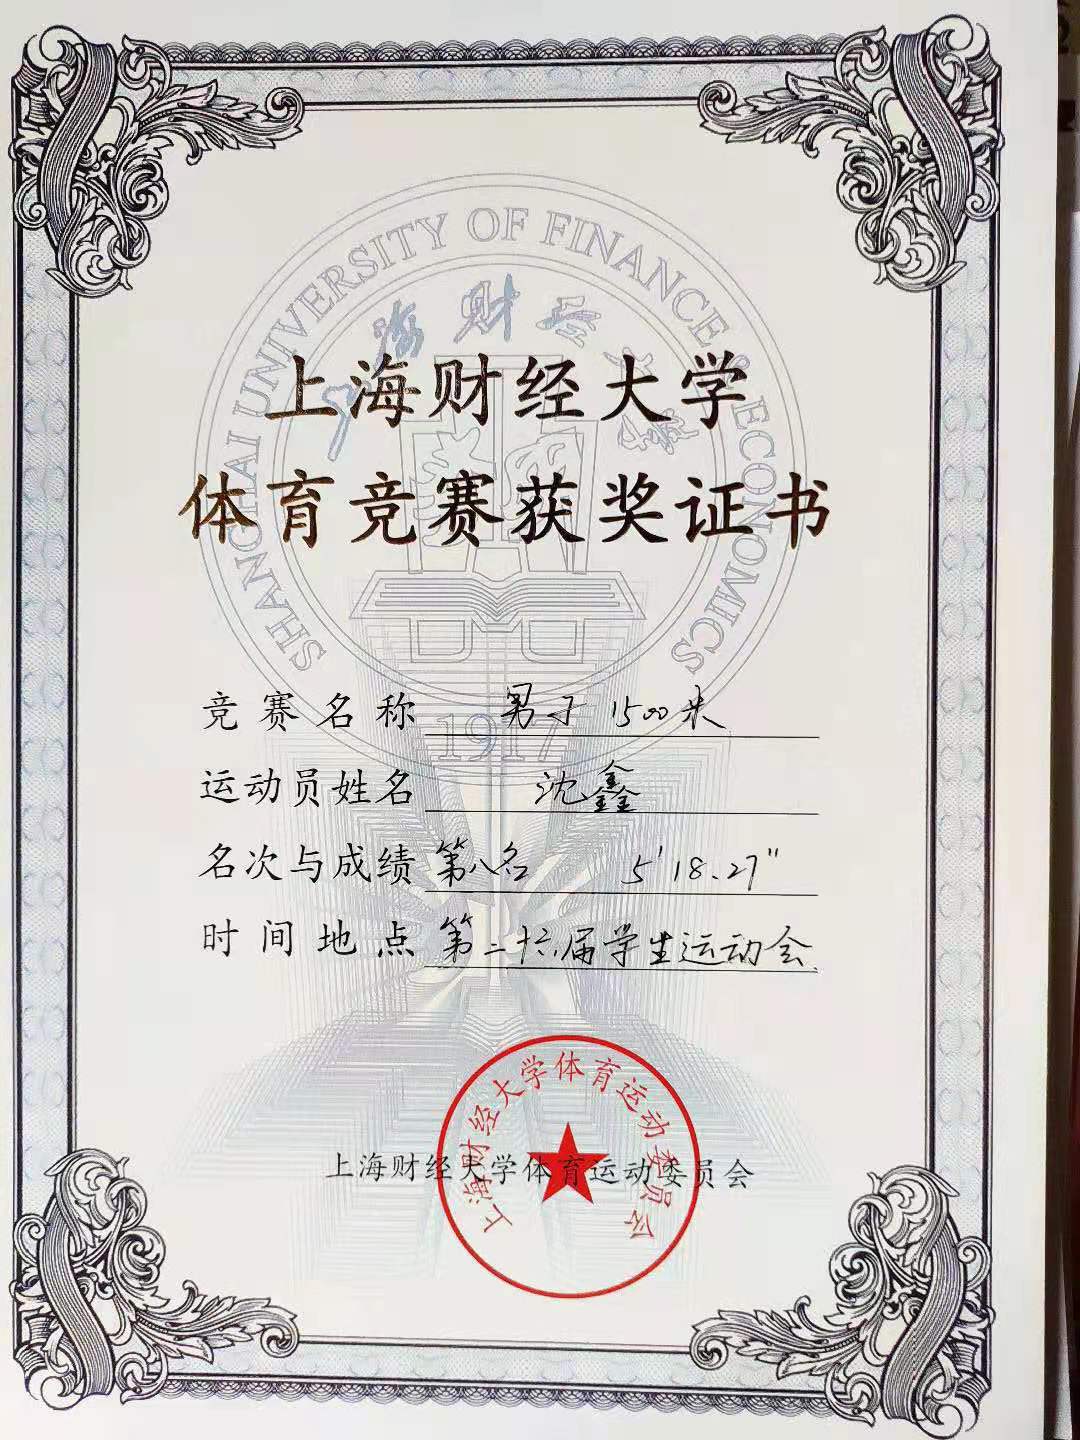 SHANGHAI UNIVERSITY OF FINANCE & ECONOMICS
上海财经大学
上海财经大学
体育竞赛获奖证书
1917
竞赛名称 男子 1500米
运动员姓名 沈鑫
名次与成绩 第八名 5'18.27"
时间地点 第二十六届学生运动会
上海财经大学体育运动委员会
上海财经大学体育运动委员会